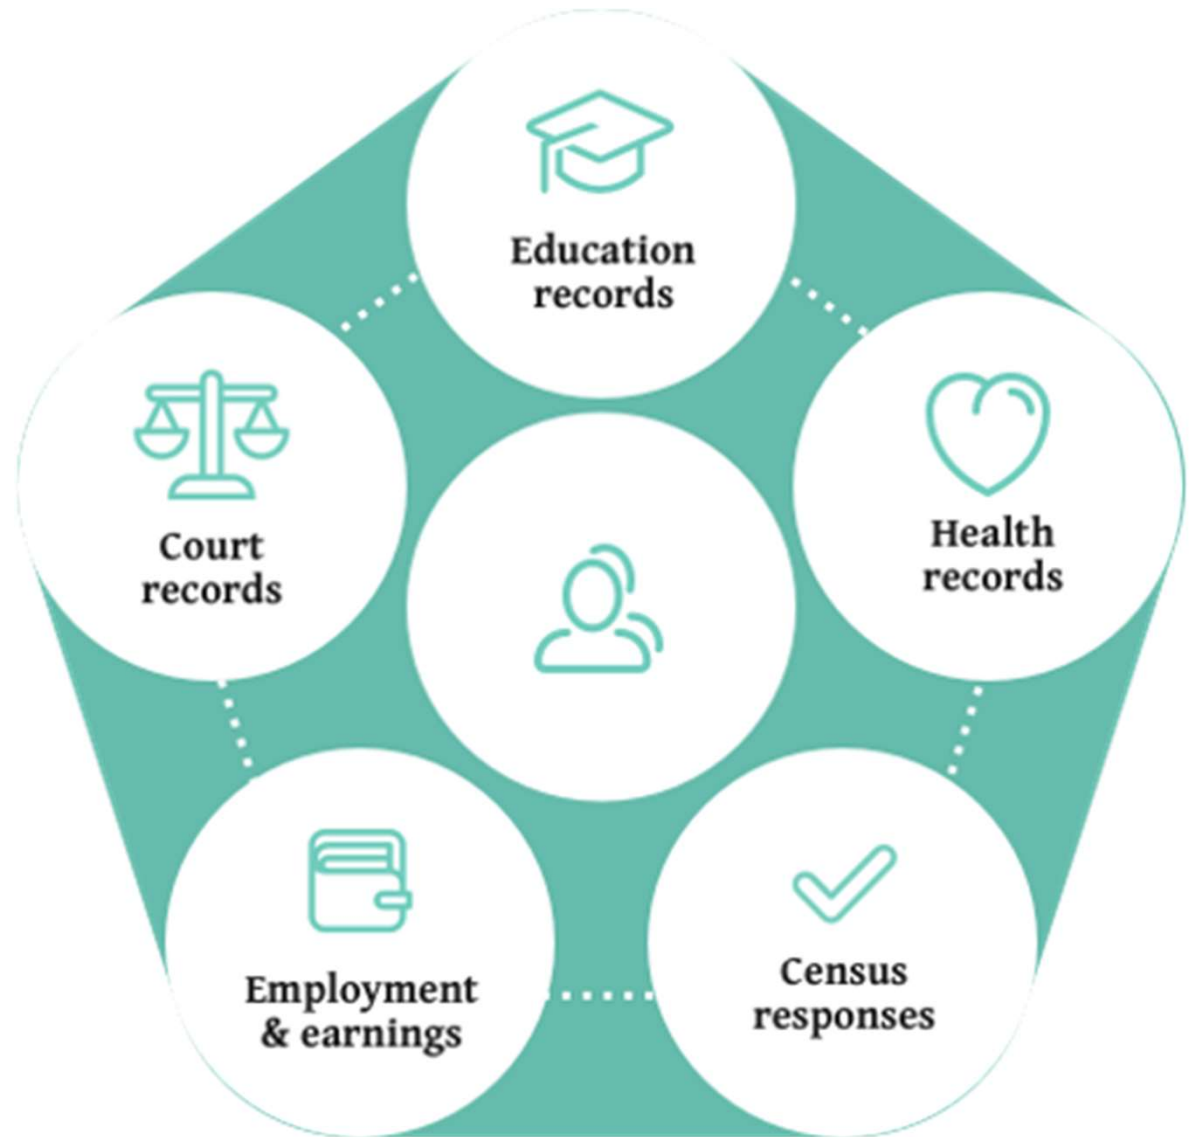 Education
records
Court
records
Health
records
Employment
& earnings
Census
responses